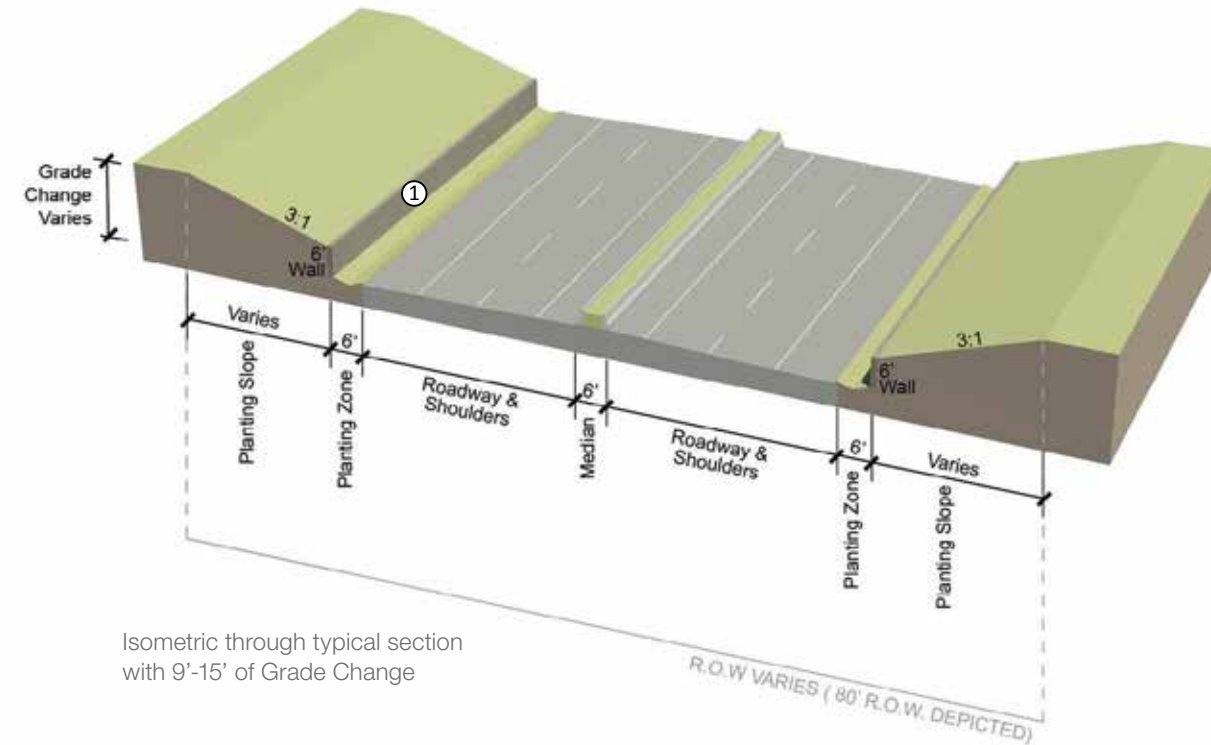 Grade
Change
Varies
1
3:1
6'
Wall
3:1
6'
Wall
Varies
6'
Roadway &
Shoulders
6'
Roadway &
Shoulders
6'
Varies
Planting Slope
Planting Zone
Median
Planting Zone
Planting Slope
Isometric through typical section
with 9’-15’ of Grade Change
R.O.W VARIES ( 80' R.O.W. DEPICTED)